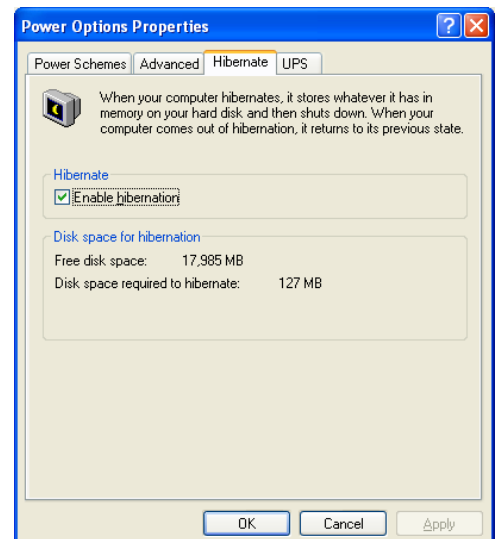 Power Options Properties
Power Schemes Advanced Hibernate UPS
When your computer hibernates, it stores whatever it has in
memory on your hard disk and then shuts down. When your
computer comes out of hibernation, it returns to its previous state.
Hibernate
Enable hibernation
Disk space for hibernation
Free disk space: 17,985 MB
Disk space required to hibernate: 127 MB
OK Cancel Apply